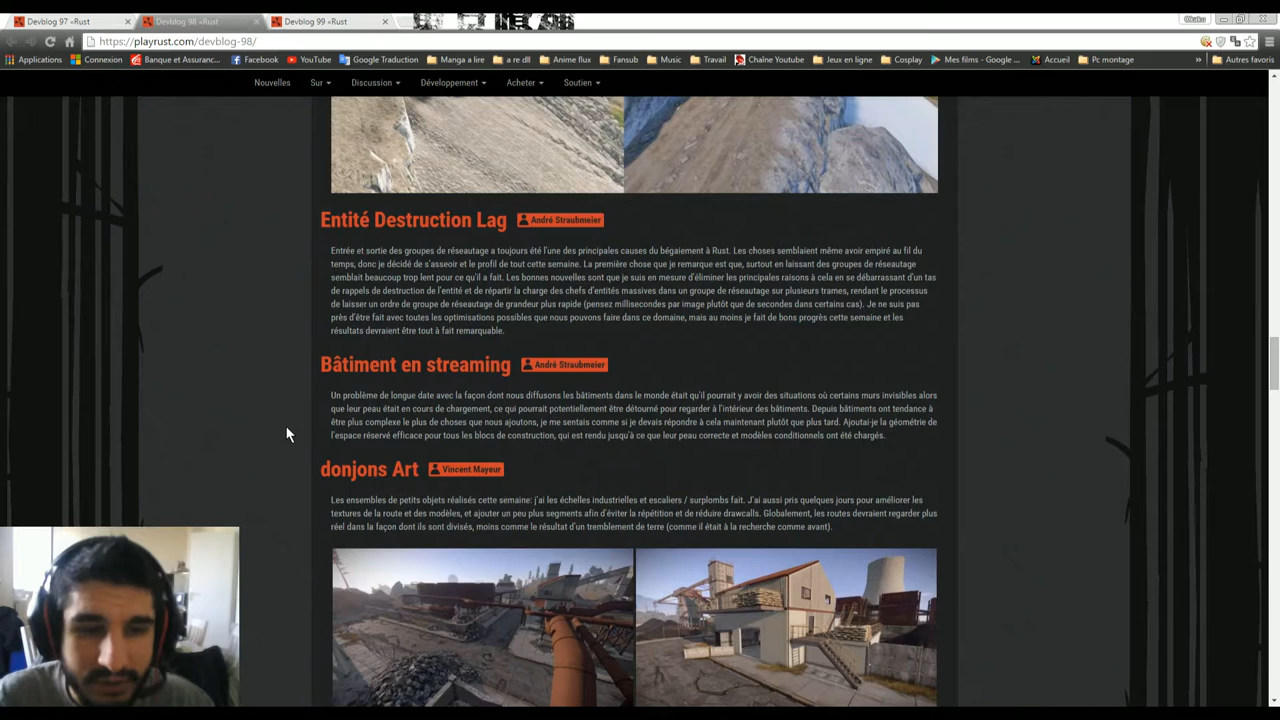 Devblog 97 «Rust
Devblog 98 «Rust
Devblog 99 «Rust
https://playrust.com/devblog-98/
Applications Connexion Banque et Assuranc... Facebook YouTube Google Traduction Manga a lire a re dl Anime flux Fansub Music Travail Chaîne Youtube Jeux en ligne Cosplay Mes films - Google ... Accueil Pc montage » Autres favoris
Nouvelles Sur Discussion Développement Acheter Soutien
Entité Destruction Lag André Straubmeier
Entrée et sortie des groupes de réseautage a toujours été l'une des principales causes du bégaiement à Rust. Les choses semblaient même avoir empiré au fil du
temps, donc je décidé de s'asseoir et le profil de tout cette semaine. La première chose que je remarque est que, surtout en laissant des groupes de réseautage
semblait beaucoup trop lent pour ce qu'il a fait. Les bonnes nouvelles sont que je suis en mesure d'éliminer les principales raisons à cela en se débarrassant d'un tas
de rappels de destruction de l'entité et de répartir la charge des chefs d'entités massives dans un groupe de réseautage sur plusieurs trames, rendant le processus
de laisser un ordre de groupe de réseautage de grandeur plus rapide (pensez millisecondes par image plutôt que de secondes dans certains cas). Je ne suis pas
près d'être fait avec toutes les optimisations possibles que nous pouvons faire dans ce domaine, mais au moins je fait de bons progrès cette semaine et les
résultats devraient être tout à fait remarquable.
Bâtiment en streaming André Straubmeier
Un problème de longue date avec la façon dont nous diffusons les bâtiments dans le monde était qu'il pourrait y avoir des situations où certains murs invisibles alors
que leur peau était en cours de chargement, ce qui pourrait potentiellement être détourné pour regarder à l'intérieur des bâtiments. Depuis bâtiments ont tendance à
être plus complexe le plus de choses que nous ajoutons, je me sentais comme si je devais répondre à cela maintenant plutôt que plus tard. Ajoutai-je la géométrie de
l'espace réservé efficace pour tous les blocs de construction, qui est rendu jusqu'à ce que leur peau correcte et modèles conditionnels ont été chargés.
donjons Art Vincent Mayeur
Les ensembles de petits objets réalisés cette semaine: j'ai les échelles industrielles et escaliers / surplombs fait. J'ai aussi pris quelques jours pour améliorer les
textures de la route et des modèles, et ajouter un peu plus segments afin d'éviter la répétition et de réduire drawcalls. Globalement, les routes devraient regarder plus
réel dans la façon dont ils sont divisés, moins comme le résultat d'un tremblement de terre (comme il était à la recherche comme avant).